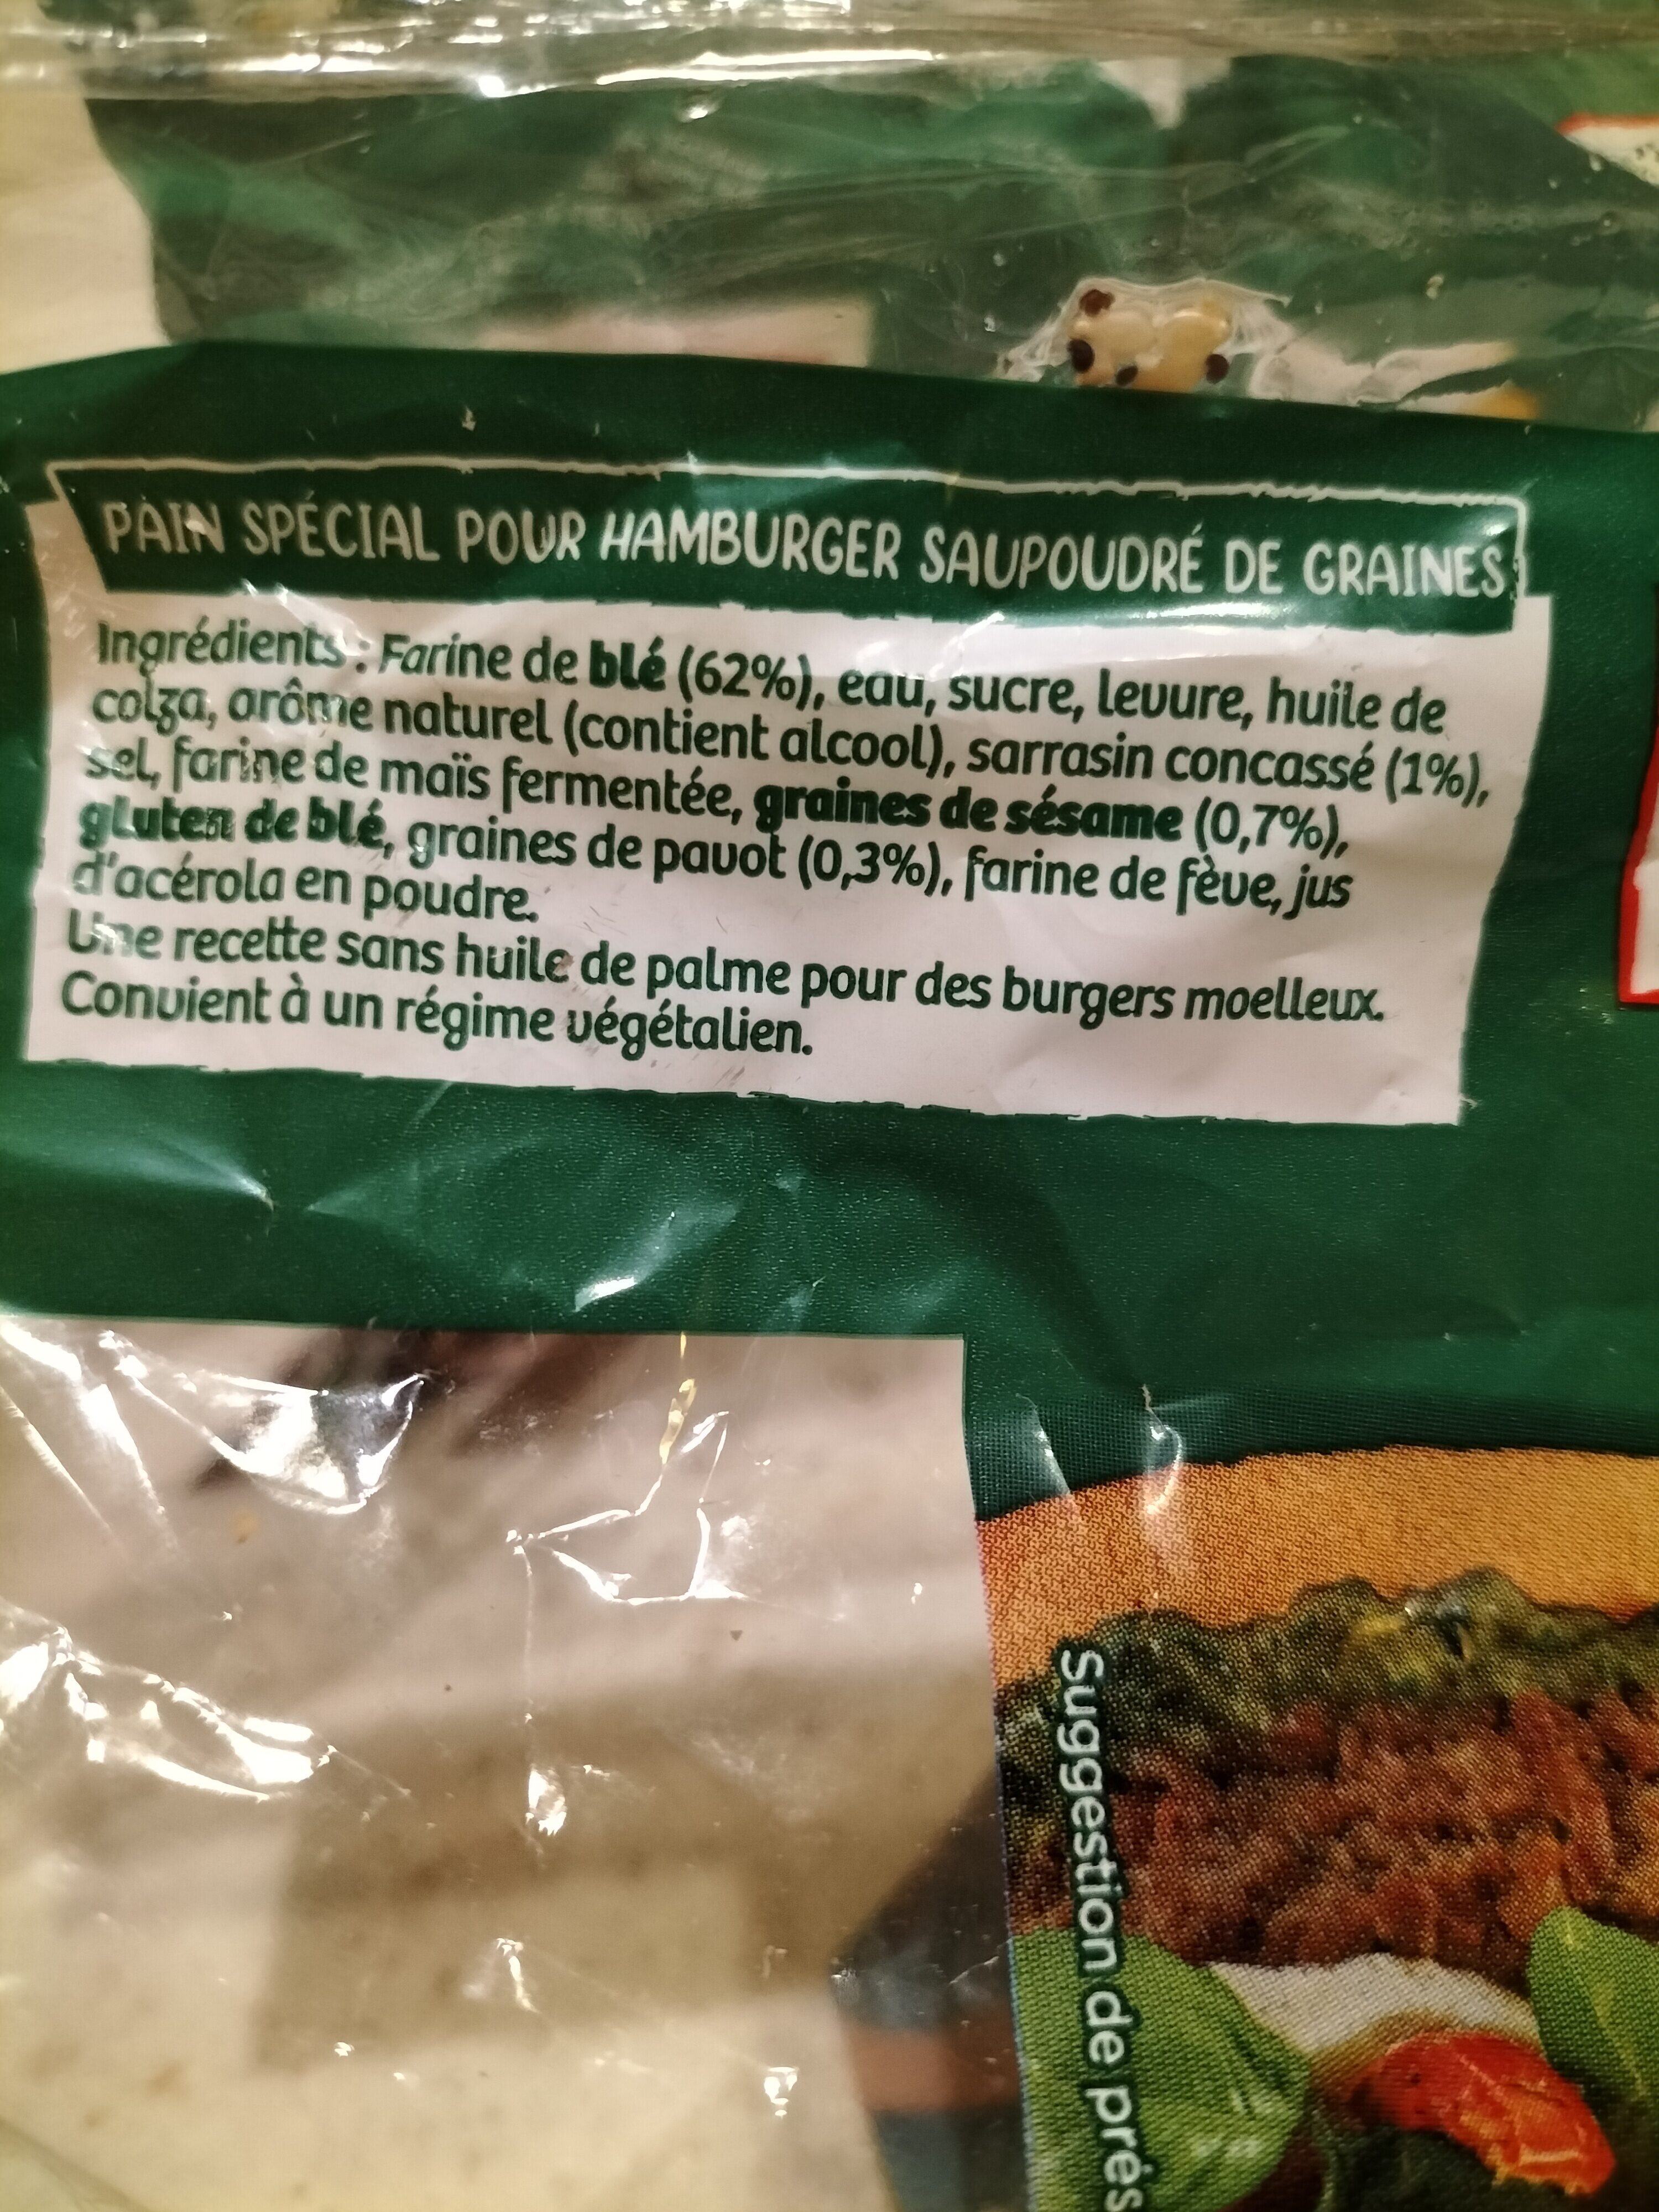 PAIN SPÉCIAL POUR HAMBURGER SAUPOUDRÉ DE GRAINES
Ingrédients : Farine de blé (62%), eau, sucre, levure, huile de
colza, arôme naturel (contient alcool), sarrasin concassé (1%),
sel, farine de maïs fermentée, graines de sésame (0,7%),
gluten de blé, graines de pavot (0,3%), farine de fève, jus
d'acérola en poudre.
Une recette sans huile de palme pour des burgers moelleux.
Convient à un régime végétalien.
Suggestion de prés